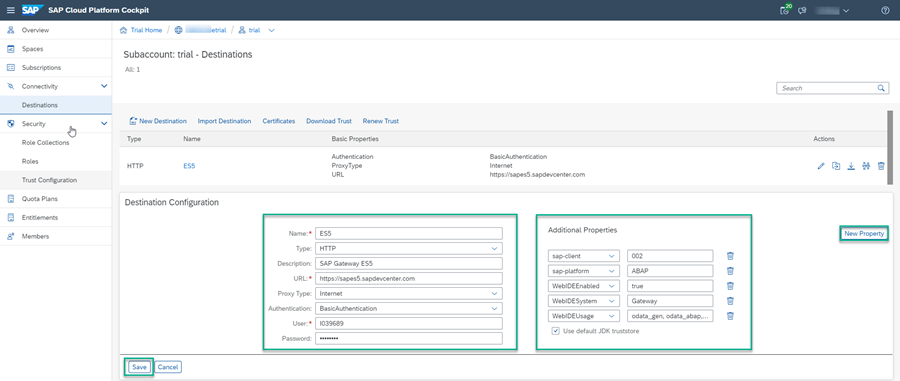 SAP SAP Cloud Platform Cockpit 20
Overview
Spaces
Subscriptions
Connectivity
Destinations
Security
Role Collections
Roles
Trust Configuration
Quota Plans
Entitlements
Members
Trial Home / etrial / trial
Subaccount: trial - Destinations
All: 1
Search
New Destination Import Destination Certificates Download Trust Renew Trust
Type Name Basic Properties Actions
HTTP ES5
Authentication BasicAuthentication
ProxyType Internet
URL https://sapes5.sapdevcenter.com
Destination Configuration
Name:* ES5
Type: HTTP
Description: SAP Gateway ES5
URL:* https://sapes5.sapdevcenter.com
Proxy Type: Internet
Authentication: BasicAuthentication
User:* I039689
Password: ••••••••
Additional Properties
sap-client 002
sap-platform ABAP
WebIDEEnabled true
WebIDESystem Gateway
WebIDEUsage odata_gen, odata_abap,...
Use default JDK truststore
New Property
Save Cancel